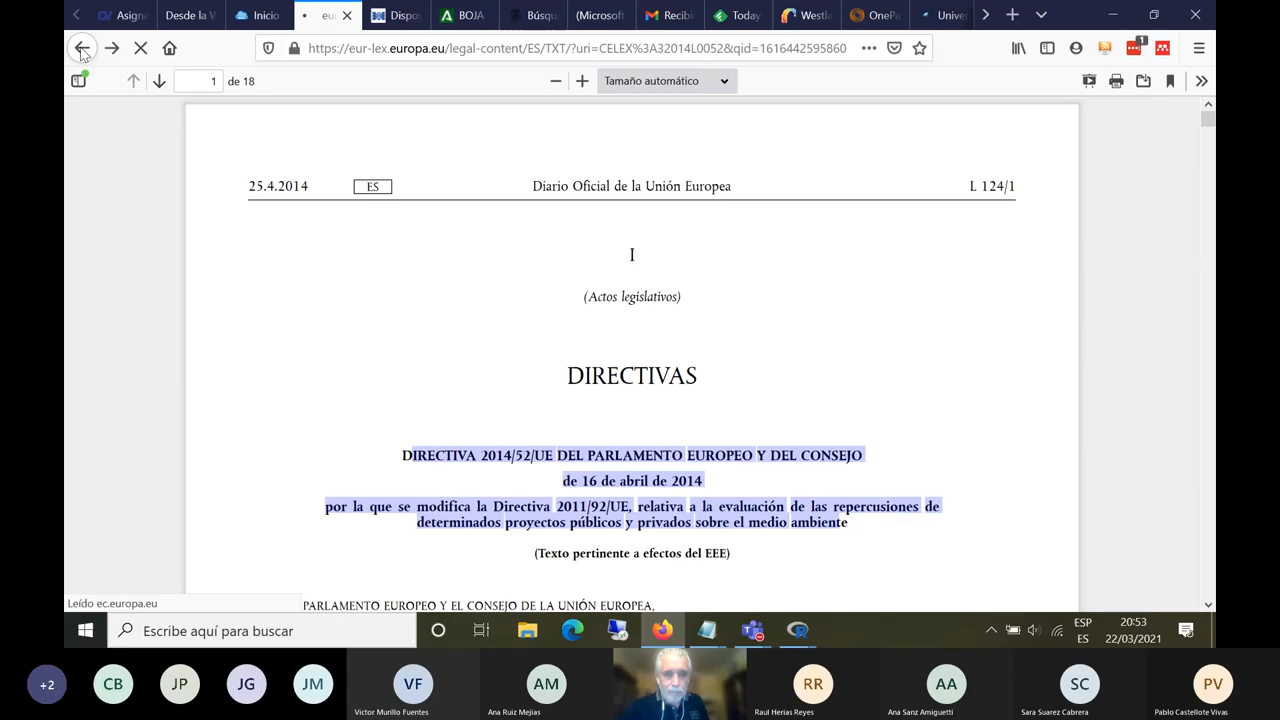 Asigna
Desde la W
Inicio
eur
Dispos
BOJA
Búsqu
(Microsoft
Recibi
Today
Westla
OnePa
Univer
https://eur-lex.europa.eu/legal-content/ES/TXT/?uri=CELEX%3A32014L0052&qid=1616442595860
1
1 de 18
Tamaño automático
25.4.2014 ES Diario Oficial de la Unión Europea L 124/1
I
(Actos legislativos)
DIRECTIVAS
DIRECTIVA 2014/52/UE DEL PARLAMENTO EUROPEO Y DEL CONSEJO
de 16 de abril de 2014
por la que se modifica la Directiva 2011/92/UE, relativa a la evaluación de las repercusiones de
determinados proyectos públicos y privados sobre el medio ambiente
(Texto pertinente a efectos del EEE)
Leído ec.europa.eu
PARLAMENTO EUROPEO Y EL CONSEJO DE LA UNIÓN EUROPEA,
Escribe aquí para buscar
ESP
ES
20:53
22/03/2021
+2 CB JP JG JM VF AM RR AA SC PV
Victor Murillo Fuentes
Ana Ruiz Mejias
Raul Herias Reyes
Ana Sanz Amiguetti
Sara Suarez Cabrera
Pablo Castellote Vivas